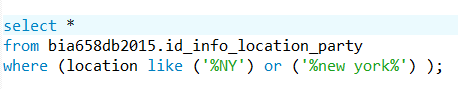 select *
from bia658db2015.id_info_location_party
where (location like ('%NY') or ('%new york%') );